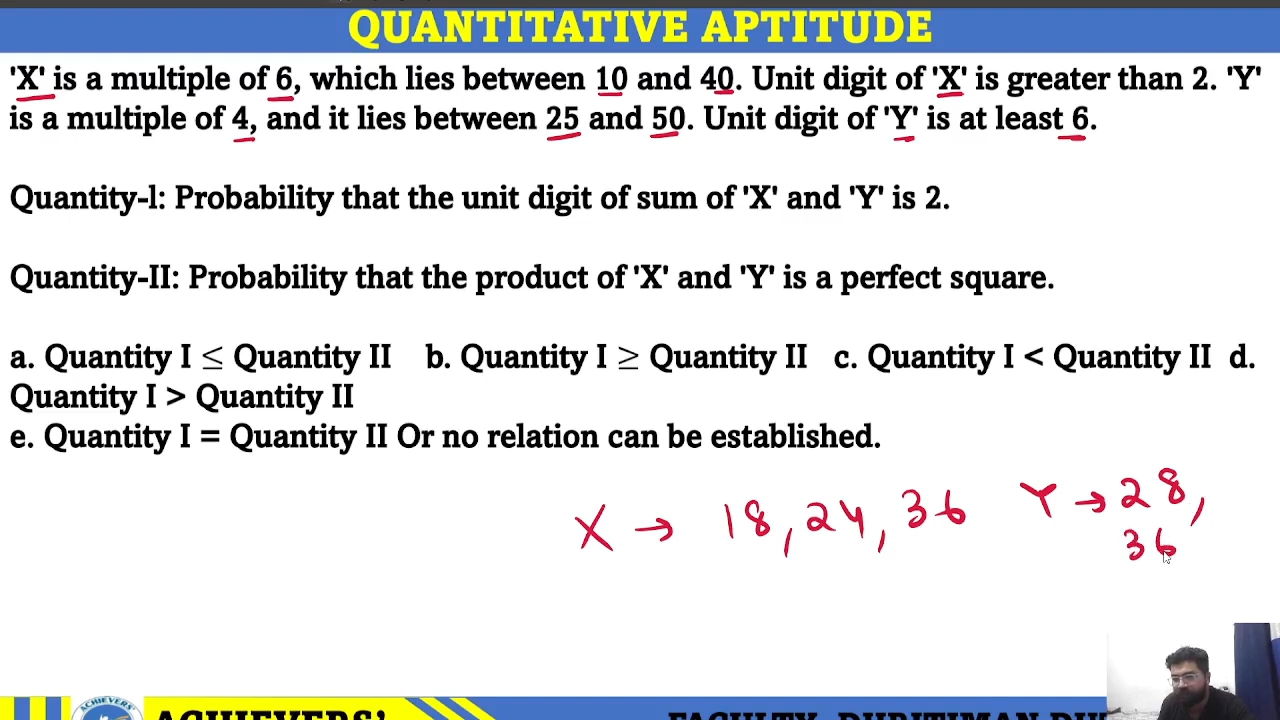 QUANTITATIVE APTITUDE
'X' is a multiple of 6, which lies between 10 and 40. Unit digit of 'X' is greater than 2. 'Y'
is a multiple of 4, and it lies between 25 and 50. Unit digit of 'Y' is at least 6.
Quantity-l: Probability that the unit digit of sum of 'X' and 'Y' is 2.
Quantity-II: Probability that the product of 'X' and 'Y' is a perfect square.
a. Quantity I ≤ Quantity II b. Quantity I ≥ Quantity II c. Quantity I < Quantity II d.
Quantity I > Quantity II
e. Quantity I = Quantity II Or no relation can be established.
X → 18, 24, 36 Y → 28,
36
ACHIEVERS
ACHIEVERS'